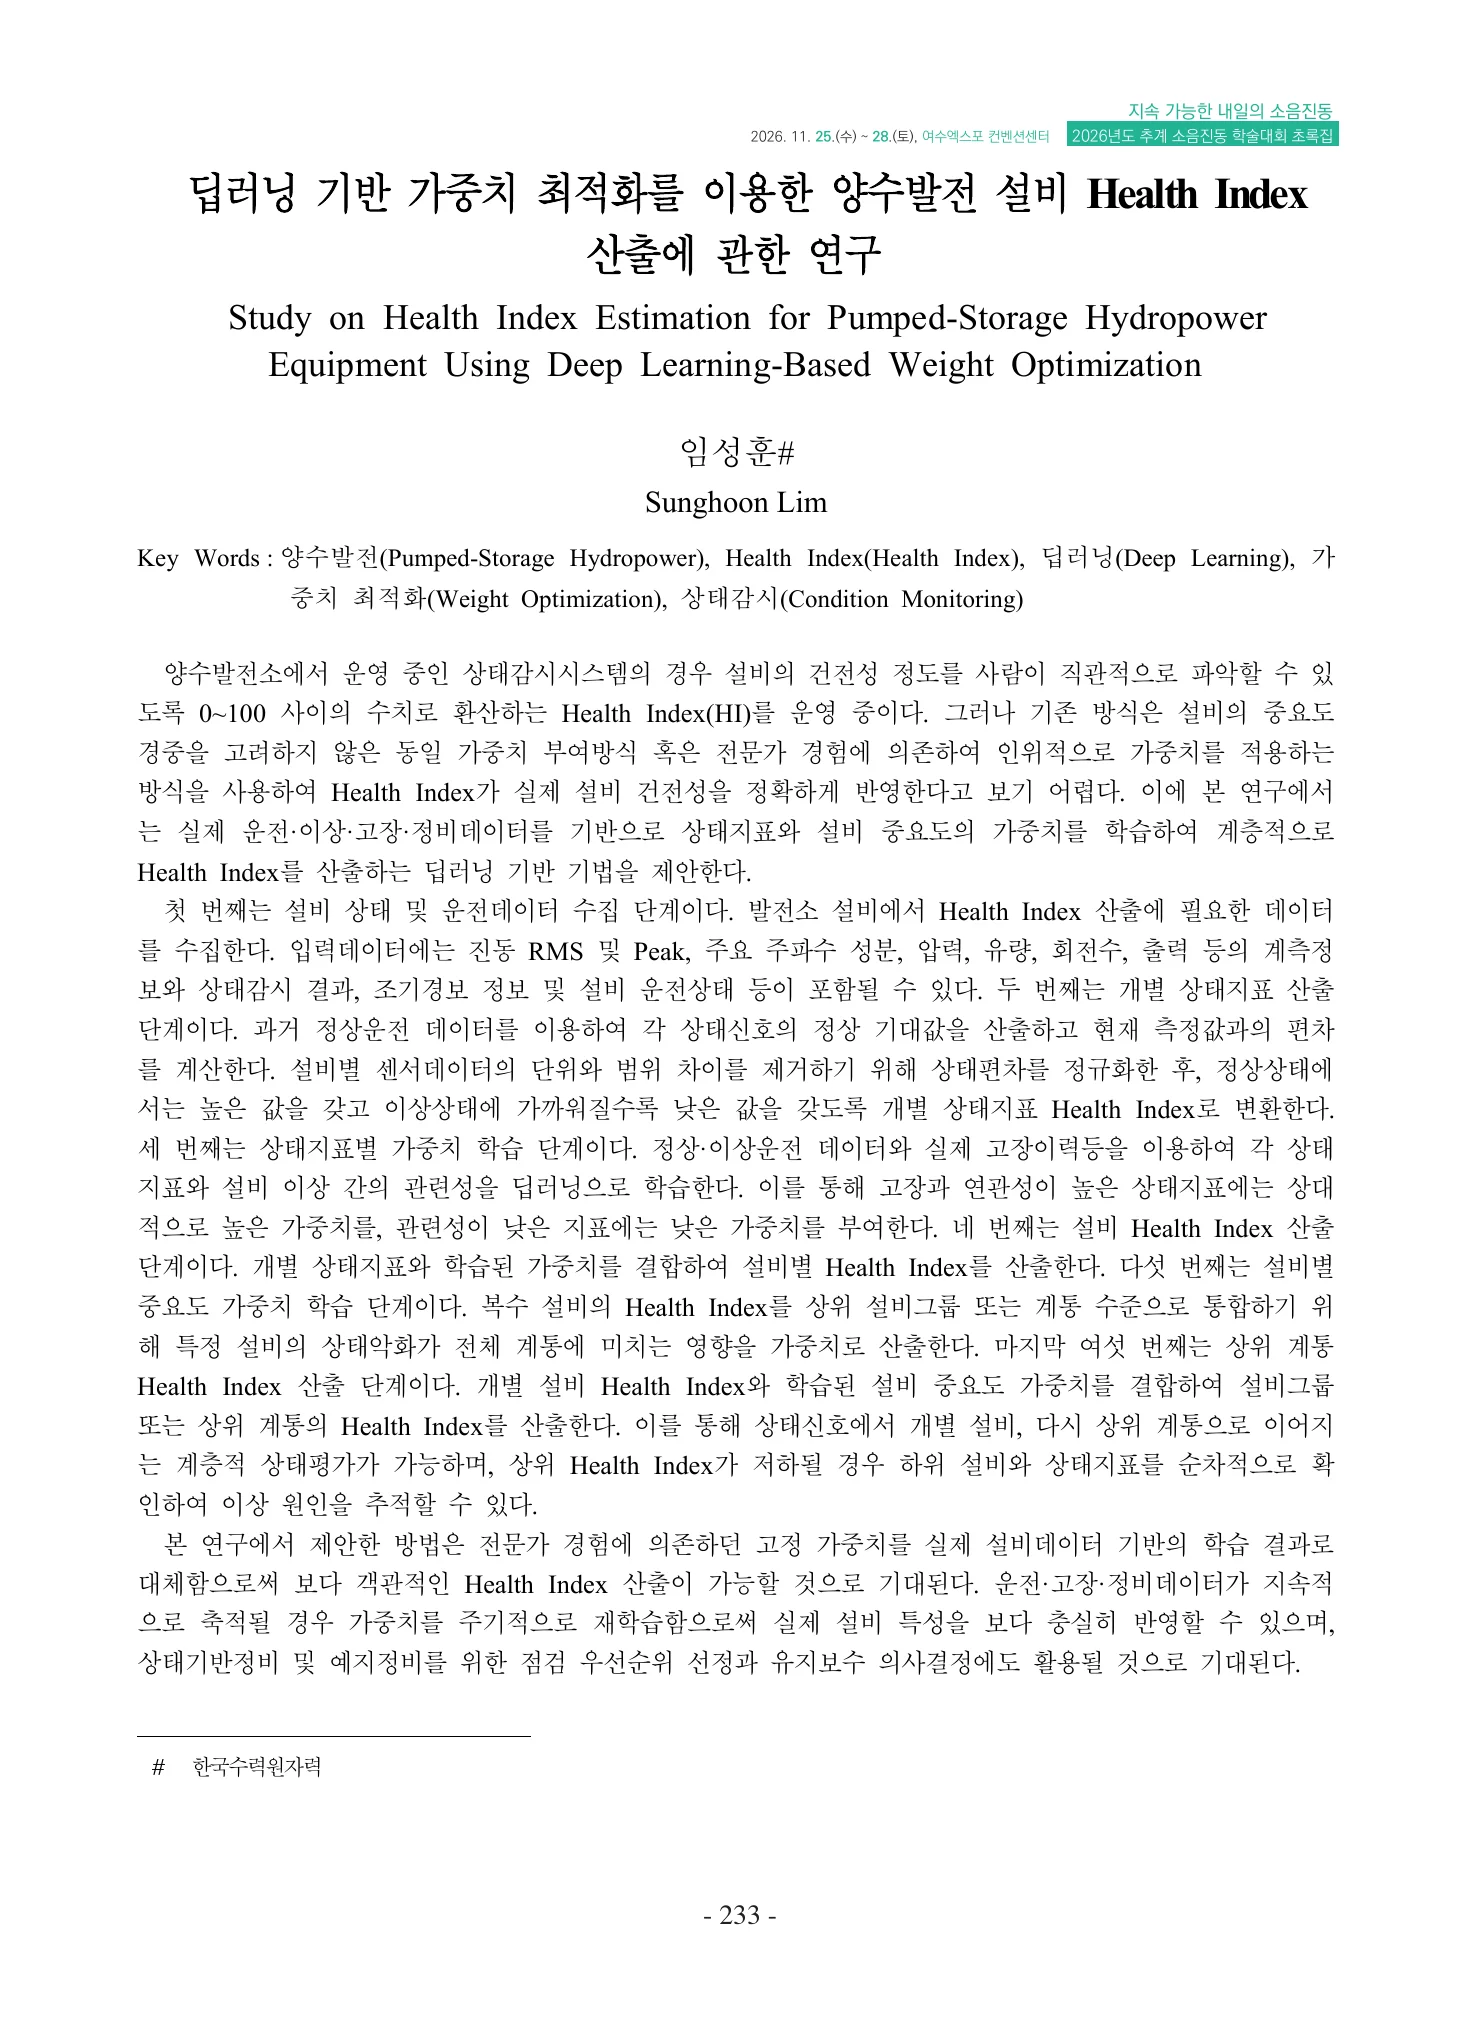 지속 가능한 내일의 소음진동
2026. 11. 25.(수) ~ 28.(토), 여수엑스포 컨벤션센터 2026년도 추계 소음진동 학술대회 초록집
딥러닝 기반 가중치 최적화를 이용한 양수발전 설비 Health Index
산출에 관한 연구
Study on Health Index Estimation for Pumped-Storage Hydropower
Equipment Using Deep Learning-Based Weight Optimization
임성훈#
Sunghoon Lim
Key Words : 양수발전(Pumped-Storage Hydropower), Health Index(Health Index), 딥러닝(Deep Learning), 가
중치 최적화(Weight Optimization), 상태감시(Condition Monitoring)
양수발전소에서 운영 중인 상태감시시스템의 경우 설비의 건전성 정도를 사람이 직관적으로 파악할 수 있
도록 0~100 사이의 수치로 환산하는 Health Index(HI)를 운영 중이다. 그러나 기존 방식은 설비의 중요도
경중을 고려하지 않은 동일 가중치 부여방식 혹은 전문가 경험에 의존하여 인위적으로 가중치를 적용하는
방식을 사용하여 Health Index가 실제 설비 건전성을 정확하게 반영한다고 보기 어렵다. 이에 본 연구에서
는 실제 운전·이상·고장·정비데이터를 기반으로 상태지표와 설비 중요도의 가중치를 학습하여 계층적으로
Health Index를 산출하는 딥러닝 기반 기법을 제안한다.
첫 번째는 설비 상태 및 운전데이터 수집 단계이다. 발전소 설비에서 Health Index 산출에 필요한 데이터
를 수집한다. 입력데이터에는 진동 RMS 및 Peak, 주요 주파수 성분, 압력, 유량, 회전수, 출력 등의 계측정
보와 상태감시 결과, 조기경보 정보 및 설비 운전상태 등이 포함될 수 있다. 두 번째는 개별 상태지표 산출
단계이다. 과거 정상운전 데이터를 이용하여 각 상태신호의 정상 기대값을 산출하고 현재 측정값과의 편차
를 계산한다. 설비별 센서데이터의 단위와 범위 차이를 제거하기 위해 상태편차를 정규화한 후, 정상상태에
서는 높은 값을 갖고 이상상태에 가까워질수록 낮은 값을 갖도록 개별 상태지표 Health Index로 변환한다.
세 번째는 상태지표별 가중치 학습 단계이다. 정상·이상운전 데이터와 실제 고장이력등을 이용하여 각 상태
지표와 설비 이상 간의 관련성을 딥러닝으로 학습한다. 이를 통해 고장과 연관성이 높은 상태지표에는 상대
적으로 높은 가중치를, 관련성이 낮은 지표에는 낮은 가중치를 부여한다. 네 번째는 설비 Health Index 산출
단계이다. 개별 상태지표와 학습된 가중치를 결합하여 설비별 Health Index를 산출한다. 다섯 번째는 설비별
중요도 가중치 학습 단계이다. 복수 설비의 Health Index를 상위 설비그룹 또는 계통 수준으로 통합하기 위
해 특정 설비의 상태악화가 전체 계통에 미치는 영향을 가중치로 산출한다. 마지막 여섯 번째는 상위 계통
Health Index 산출 단계이다. 개별 설비 Health Index와 학습된 설비 중요도 가중치를 결합하여 설비그룹
또는 상위 계통의 Health Index를 산출한다. 이를 통해 상태신호에서 개별 설비, 다시 상위 계통으로 이어지
는 계층적 상태평가가 가능하며, 상위 Health Index가 저하될 경우 하위 설비와 상태지표를 순차적으로 확
인하여 이상 원인을 추적할 수 있다.
본 연구에서 제안한 방법은 전문가 경험에 의존하던 고정 가중치를 실제 설비데이터 기반의 학습 결과로
대체함으로써 보다 객관적인 Health Index 산출이 가능할 것으로 기대된다. 운전·고장·정비데이터가 지속적
으로 축적될 경우 가중치를 주기적으로 재학습함으로써 실제 설비 특성을 보다 충실히 반영할 수 있으며,
상태기반정비 및 예지정비를 위한 점검 우선순위 선정과 유지보수 의사결정에도 활용될 것으로 기대된다.
# 한국수력원자력
- 233 -